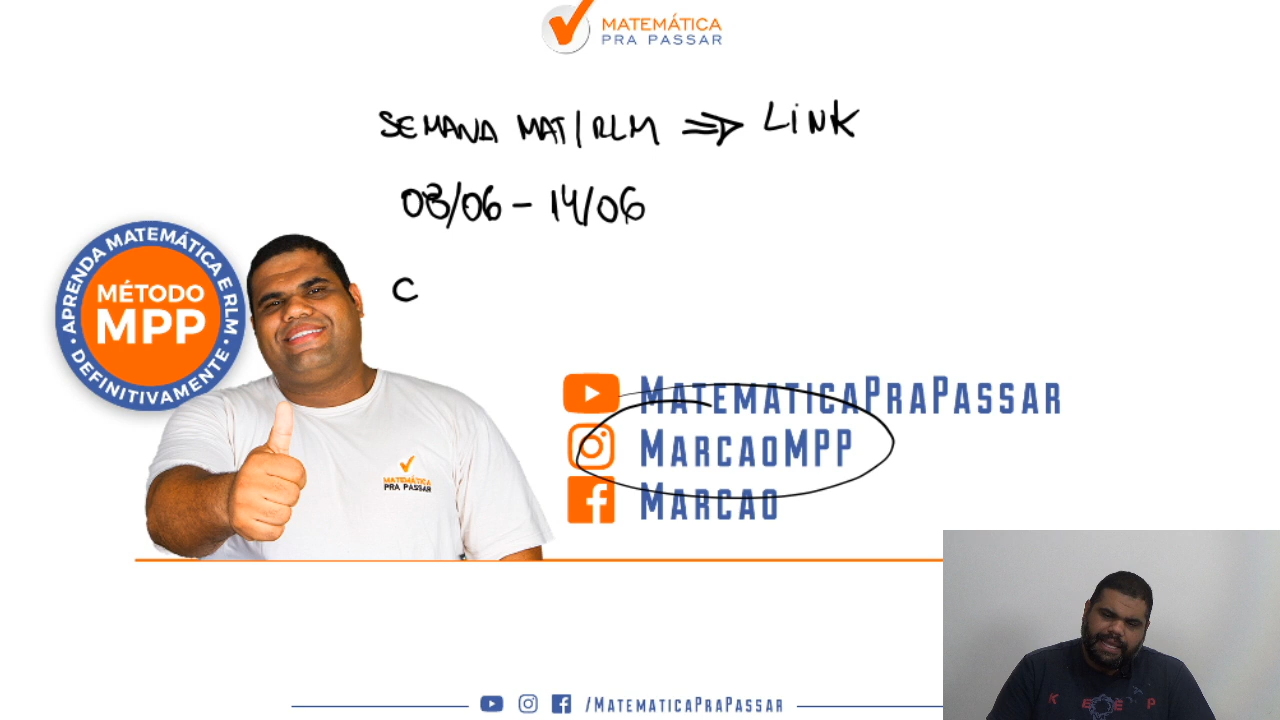 MATEMÁTICA
PRA PASSAR
SEMANA MAT/RLM ⇒ LINK
08/06 - 14/06
C
APRENDA MATEMÁTICA E RLM • DEFINITIVAMENTE •
MÉTODO
MPP
MATEMÁTICA
PRA PASSAR
MATEMATICAPRAPASSAR
MARCAOMPP
MARCAO
K E E P
/MATEMATICAPRAPASSAR